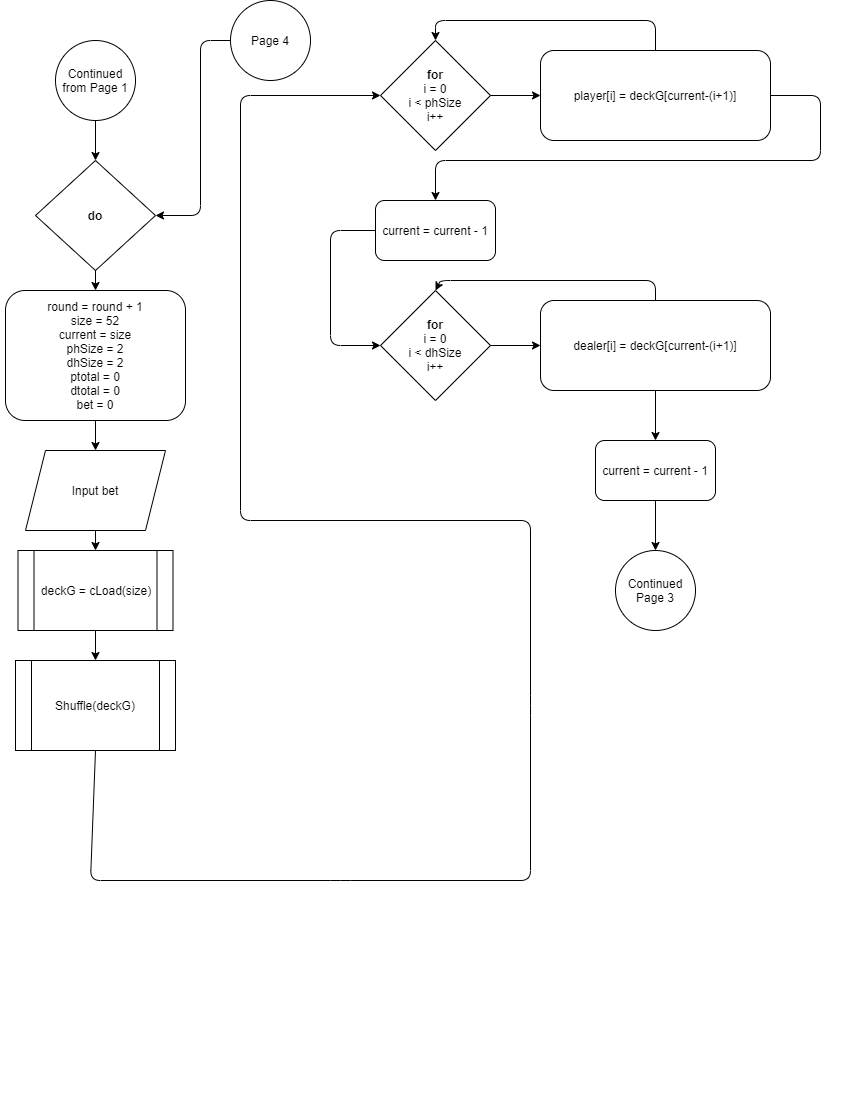 Page 4
Continued
from Page 1
do
round = round + 1
size = 52
current = size
phSize = 2
dhSize = 2
ptotal = 0
dtotal = 0
bet = 0
Input bet
deckG = cLoad(size)
Shuffle(deckG)
for
i = 0
i < phSize
i++
player[i] = deckG[current-(i+1)]
current = current - 1
for
i = 0
i < dhSize
i++
dealer[i] = deckG[current-(i+1)]
current = current - 1
Continued
Page 3